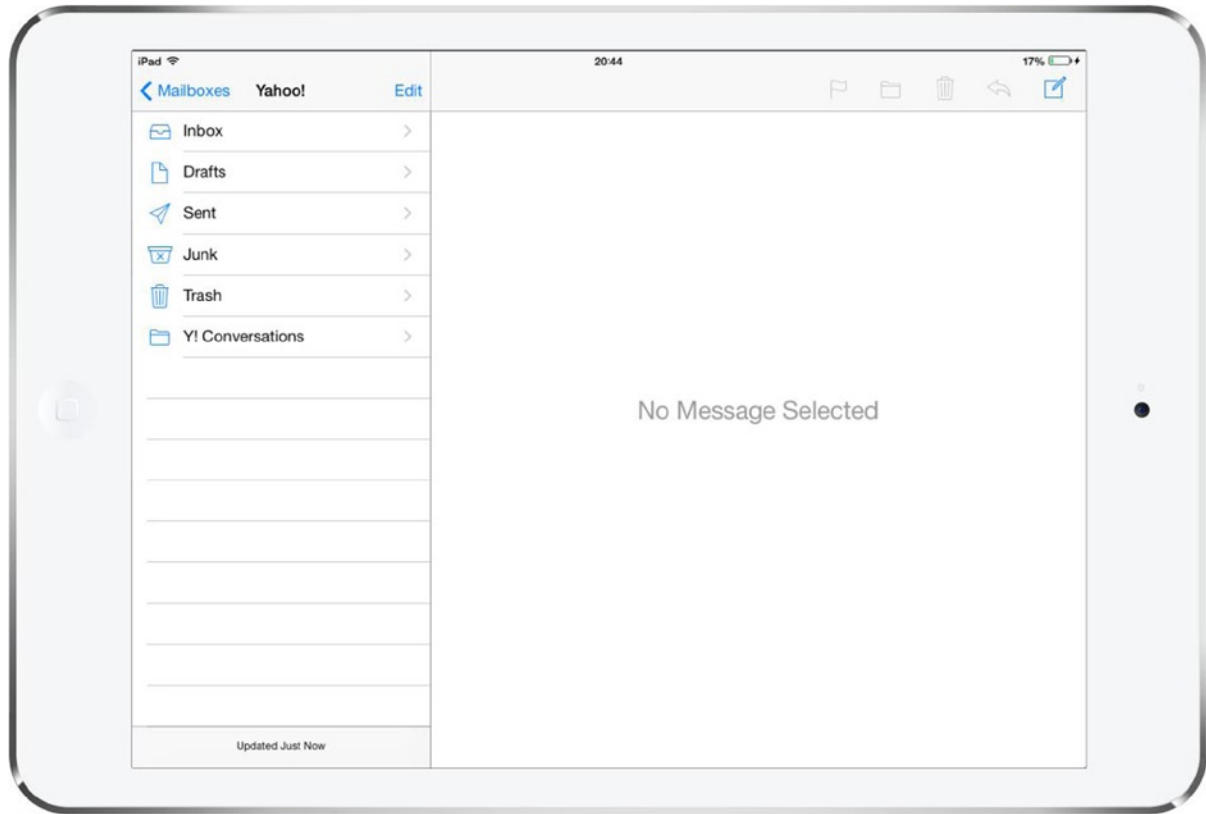 iPad 20:44 17%
Mailboxes Yahoo! Edit
Inbox
Drafts
Sent
Junk
Trash
Y! Conversations
No Message Selected
Updated Just Now